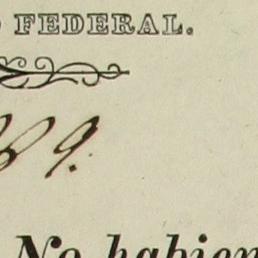 FEDERAL.
9.
No habien